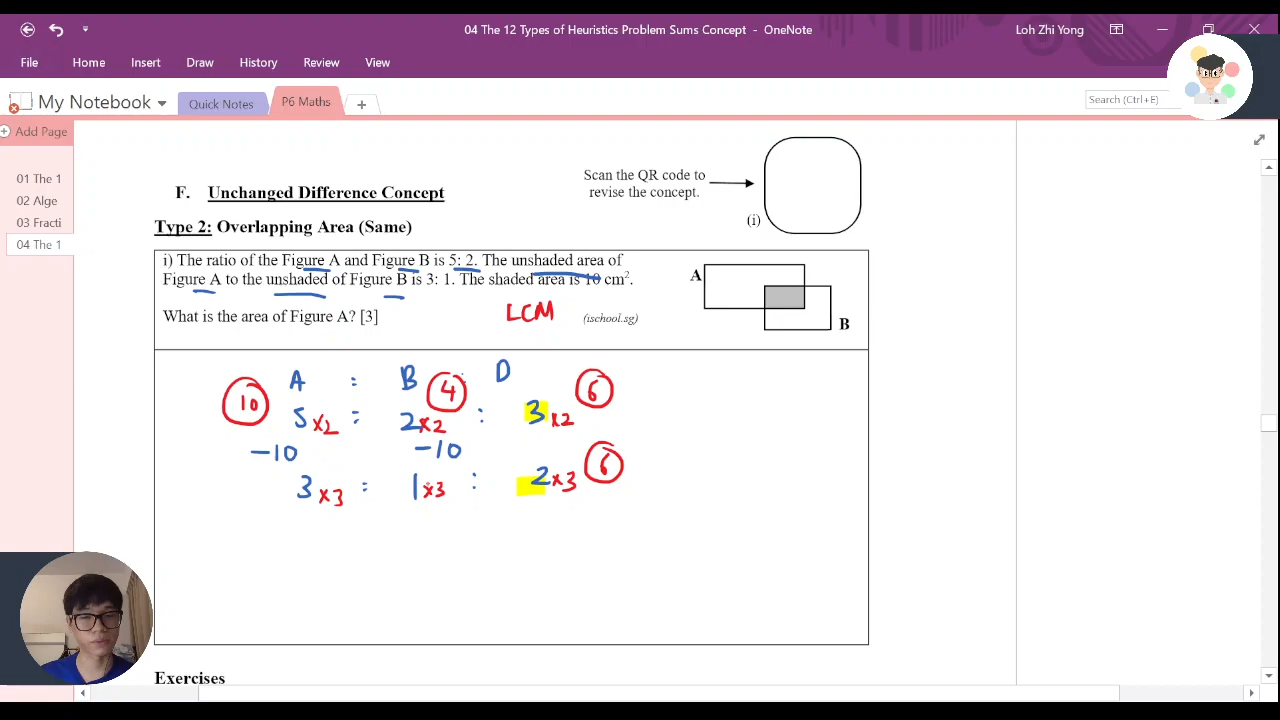 04 The 12 Types of Heuristics Problem Sums Concept - OneNote
Loh Zhi Yong
File Home Insert Draw History Review View
My Notebook Quick Notes P6 Maths
Search (Ctrl+E)
Add Page
01 The 1
02 Alge
03 Fracti
04 The 1
Scan the QR code to
revise the concept.
(i)
F. Unchanged Difference Concept
Type 2: Overlapping Area (Same)
i) The ratio of the Figure A and Figure B is 5: 2. The unshaded area of
Figure A to the unshaded of Figure B is 3: 1. The shaded area is 10 cm².
What is the area of Figure A? [3]
LCM
(ischool.sg)
A
B
A : B : D
10 4 6
5 x2 : 2 x2 : 3 x2
-10 -10
6
3 x3 : 1 x3 : 2 x3
Exercises